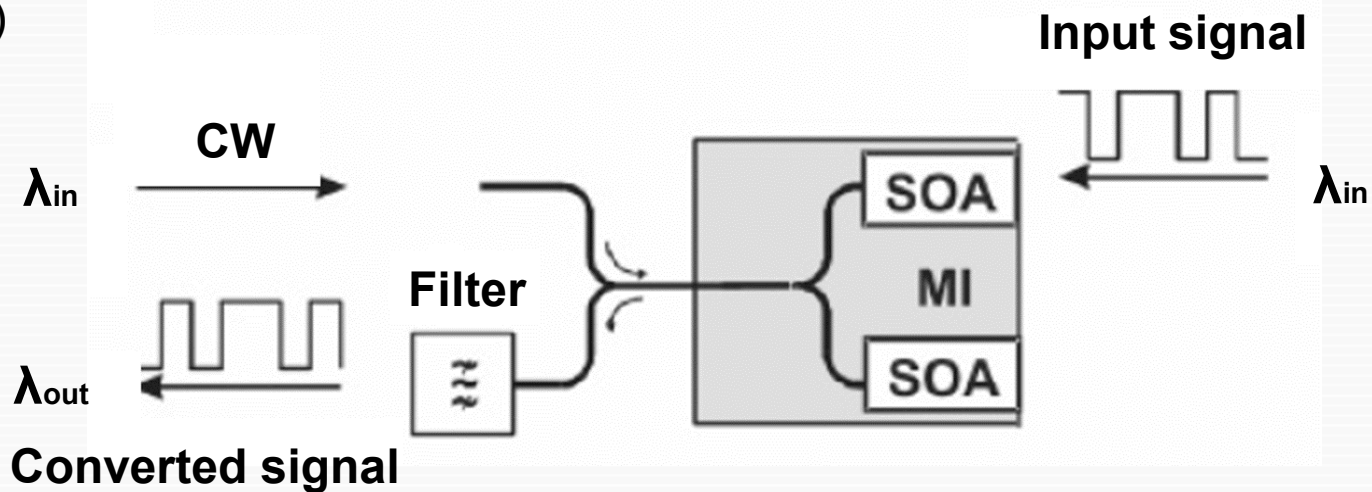 )
Input signal
CW
λin
λin
SOA
Filter
MI
λout
SOA
Converted signal